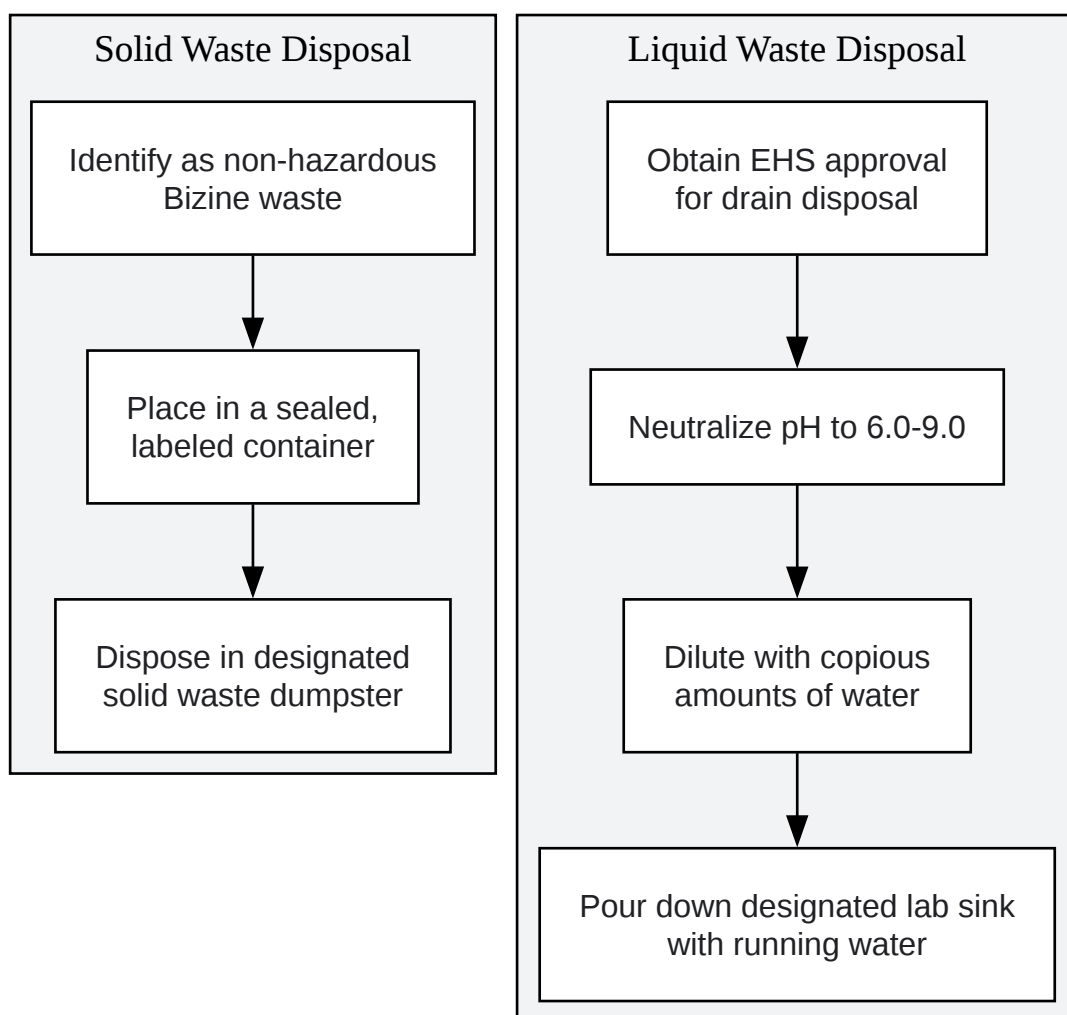 Solid Waste Disposal
Identify as non-hazardous
Bizine waste
Place in a sealed,
labeled container
Dispose in designated
solid waste dumpster
Liquid Waste Disposal
Obtain EHS approval
for drain disposal
Neutralize pH to 6.0-9.0
Dilute with copious
amounts of water
Pour down designated lab sink
with running water